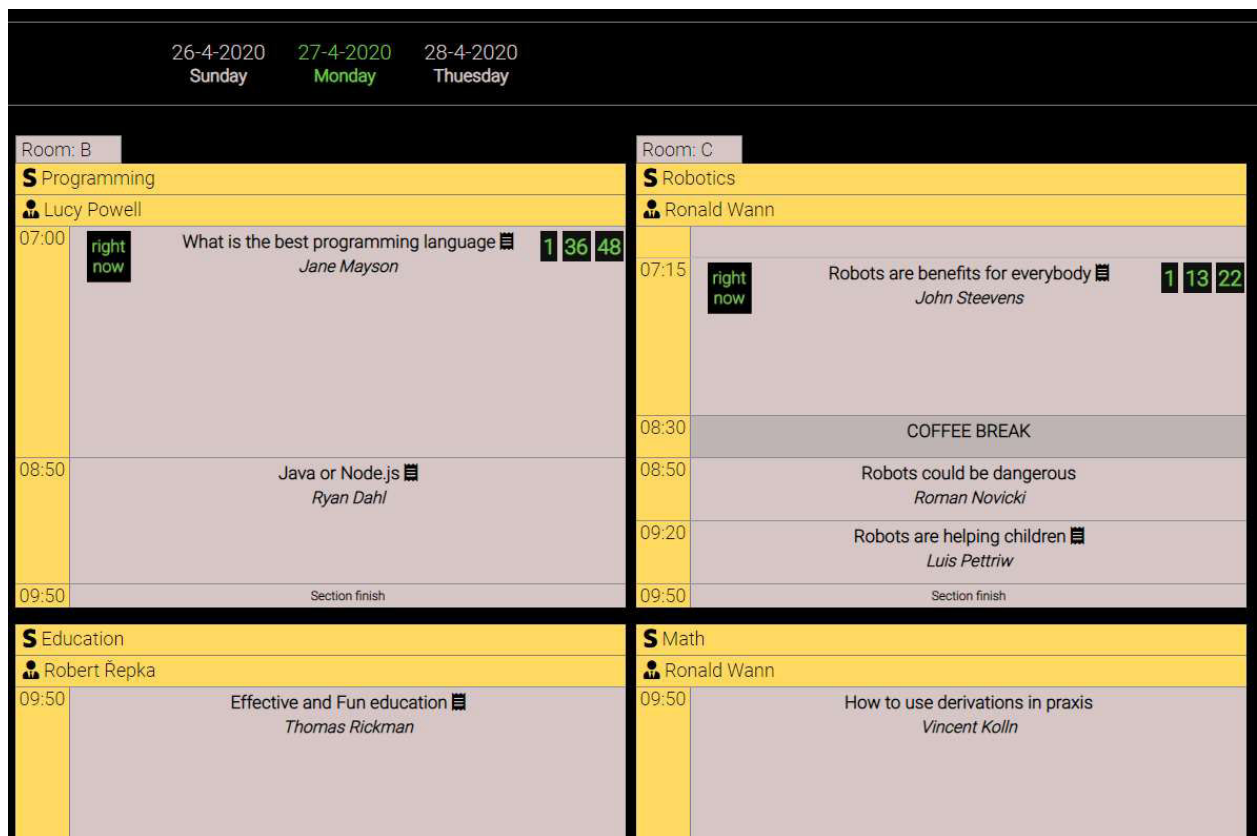 26-4-2020 27-4-2020 28-4-2020
Sunday Monday Thuesday
Room: B
S Programming
Lucy Powell
07:00 right now What is the best programming language 1 36 48
Jane Mayson
08:50 Java or Node.js
Ryan Dahl
09:50 Section finish
S Education
Robert Řepka
09:50 Effective and Fun education
Thomas Rickman
Room: C
S Robotics
Ronald Wann
07:15 right now Robots are benefits for everybody 1 13 22
John Steevens
08:30 COFFEE BREAK
08:50 Robots could be dangerous
Roman Novicki
09:20 Robots are helping children
Luis Pettriw
09:50 Section finish
S Math
Ronald Wann
09:50 How to use derivations in praxis
Vincent Kolln